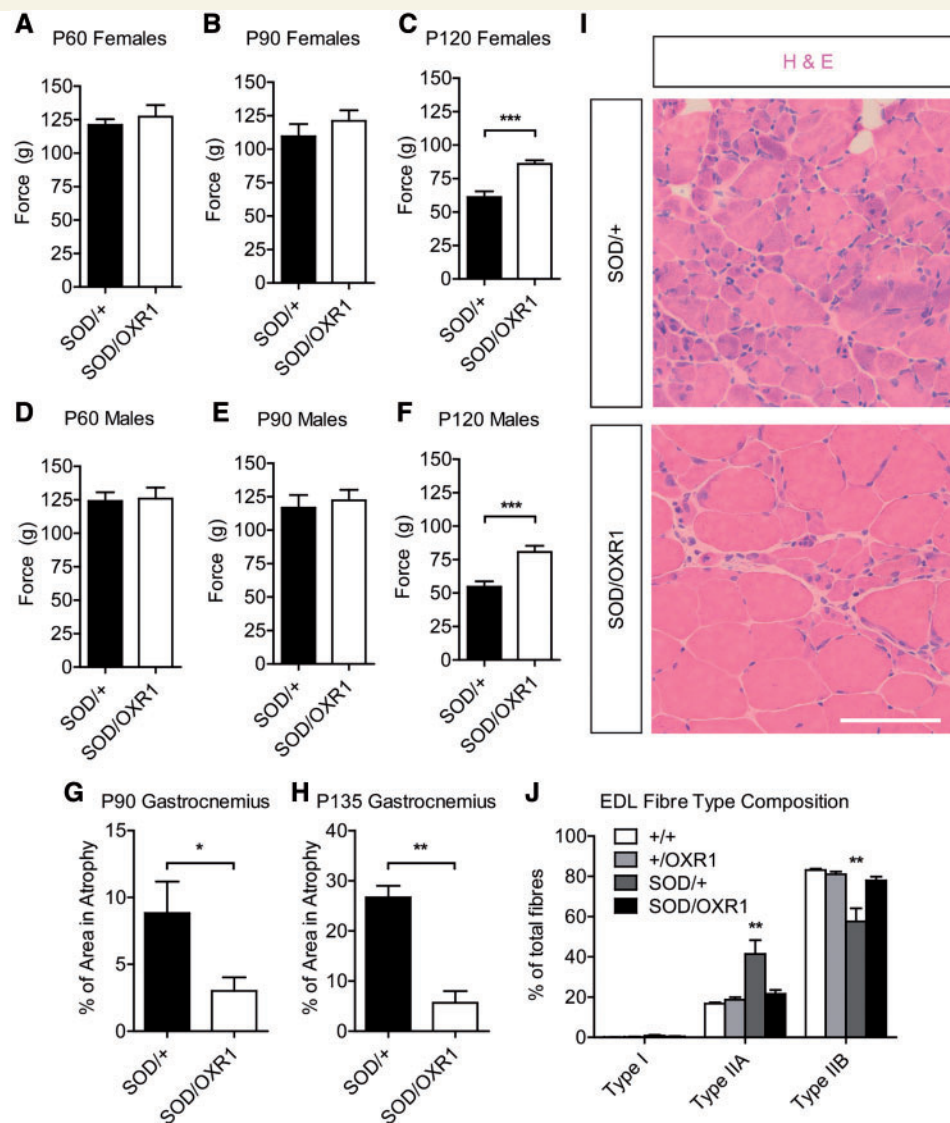 A
P60 Females
Force (g)
150
125
100
75
50
25
0
SOD/+
SOD/OXR1
B
P90 Females
Force (g)
150
125
100
75
50
25
0
SOD/+
SOD/OXR1
C
P120 Females
Force (g)
150
125
100
75
50
25
0
***
SOD/+
SOD/OXR1
I
H & E
SOD/+
SOD/OXR1
D
P60 Males
Force (g)
150
125
100
75
50
25
0
SOD/+
SOD/OXR1
E
P90 Males
Force (g)
150
125
100
75
50
25
0
SOD/+
SOD/OXR1
F
P120 Males
Force (g)
150
125
100
75
50
25
0
***
SOD/+
SOD/OXR1
G
P90 Gastrocnemius
% of Area in Atrophy
15
10
5
0
*
SOD/+
SOD/OXR1
H
P135 Gastrocnemius
% of Area in Atrophy
40
30
20
10
0
**
SOD/+
SOD/OXR1
J
EDL Fibre Type Composition
% of total fibres
100
80
60
40
20
0
+/+
+/OXR1
SOD/+
SOD/OXR1
**
**
Type I
Type IIA
Type IIB